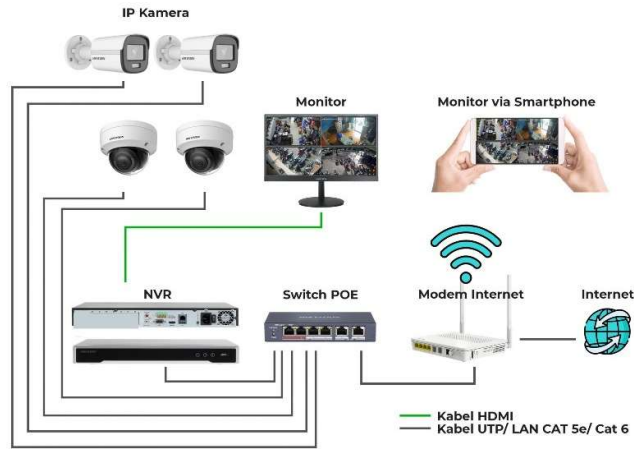 IP Kamera
Monitor
Monitor via Smartphone
NVR
Switch POE
Modem Internet
Internet
Kabel HDMI
Kabel UTP/ LAN CAT 5e/ Cat 6